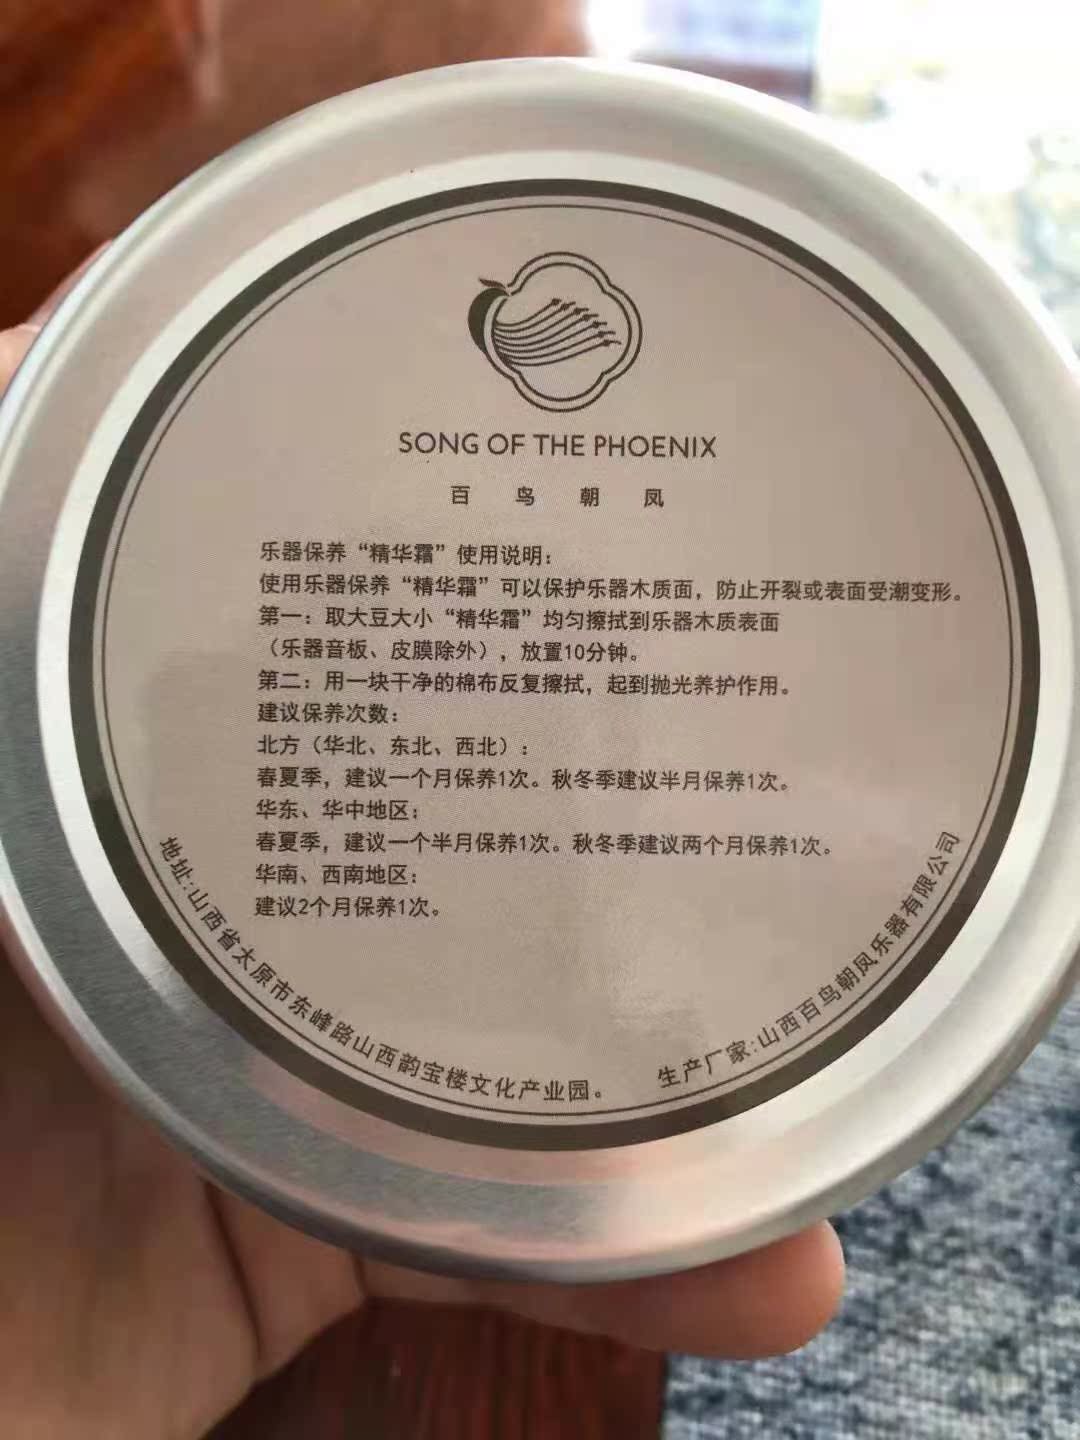 SONG OF THE PHOENIX
百鸟朝凤
乐器保养“精华霜”使用说明：
使用乐器保养“精华霜”可以保护乐器木质面，防止开裂或表面受潮变形。
第一：取大豆大小“精华霜”均匀擦拭到乐器木质表面
（乐器音板、皮膜除外），放置10分钟。
第二：用一块干净的棉布反复擦拭，起到抛光养护作用。
建议保养次数：
北方（华北、东北、西北）：
春夏季，建议一个月保养1次。秋冬季建议半月保养1次。
华东、华中地区：
春夏季，建议一个半月保养1次。秋冬季建议两个月保养1次。
华南、西南地区：
建议2个月保养1次。
地址:山西省太原市东峰路山西韵宝楼文化产业园。
生产厂家:山西百鸟朝凤乐器有限公司